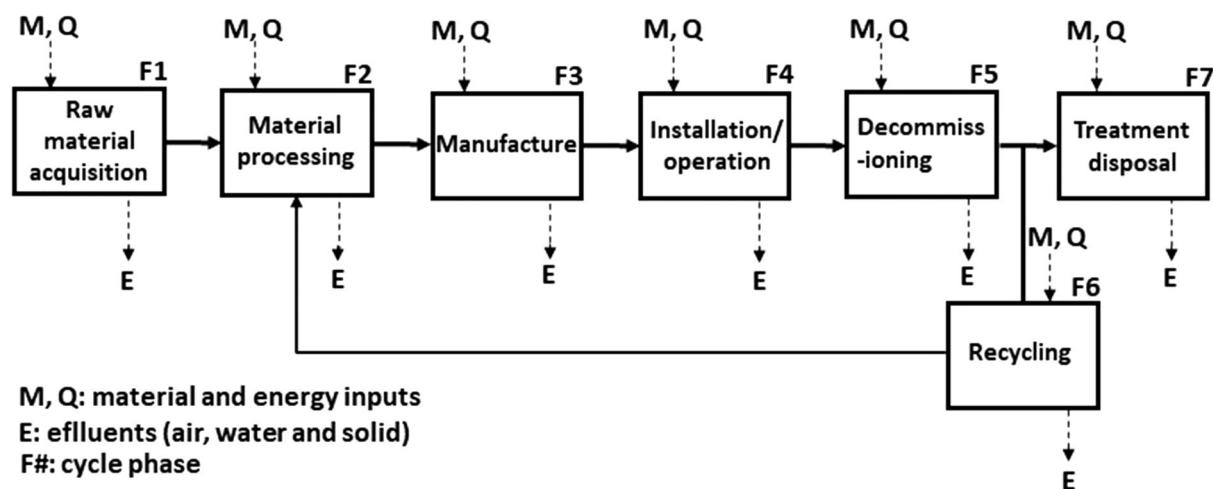 M, Q
F1
Raw
material
acquisition
E
M, Q
F2
Material
processing
E
M, Q
F3
Manufacture
E
M, Q
F4
Installation/
operation
E
M, Q
F5
Decommiss
-ioning
E
M, Q
F7
Treatment
disposal
E
M, Q
F6
Recycling
E
M, Q: material and energy inputs
E: eflluents (air, water and solid)
F#: cycle phase